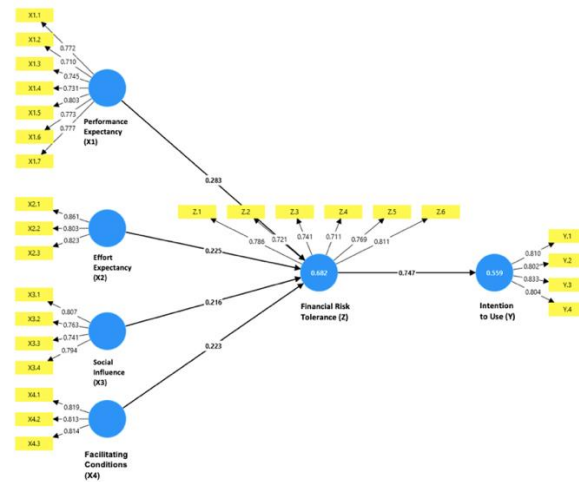 X1.1
X1.2
X1.3
X1.4
X1.5
X1.6
X1.7
0.772
0.710
0.745
0.731
0.803
0.773
0.777
Performance
Expectancy
(X1)
0.283
X2.1
X2.2
X2.3
0.861
0.803
0.823
Effort
Expectancy
(X2)
0.225
X3.1
X3.2
X3.3
X3.4
0.807
0.763
0.741
0.794
Social
Influence
(X3)
0.216
X4.1
X4.2
X4.3
0.819
0.813
0.814
Facilitating
Conditions
(X4)
0.223
Z.1
Z.2
Z.3
Z.4
Z.5
Z.6
0.786
0.721
0.741
0.711
0.769
0.811
0.682
Financial Risk
Tolerance (Z)
0.747
0.559
Intention
to Use (Y)
0.810
0.802
0.833
0.804
Y.1
Y.2
Y.3
Y.4